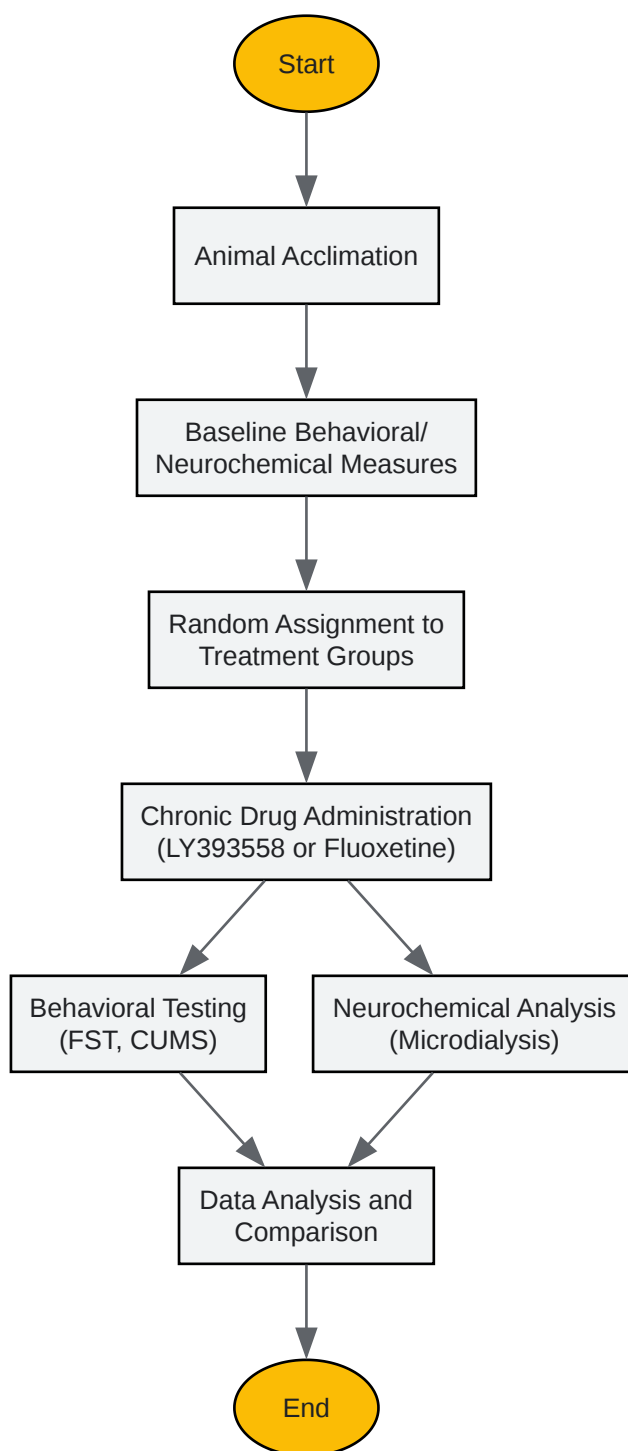 Start
Animal Acclimation
Baseline Behavioral/
Neurochemical Measures
Random Assignment to
Treatment Groups
Chronic Drug Administration
(LY393558 or Fluoxetine)
Behavioral Testing
(FST, CUMS)
Neurochemical Analysis
(Microdialysis)
Data Analysis and
Comparison
End